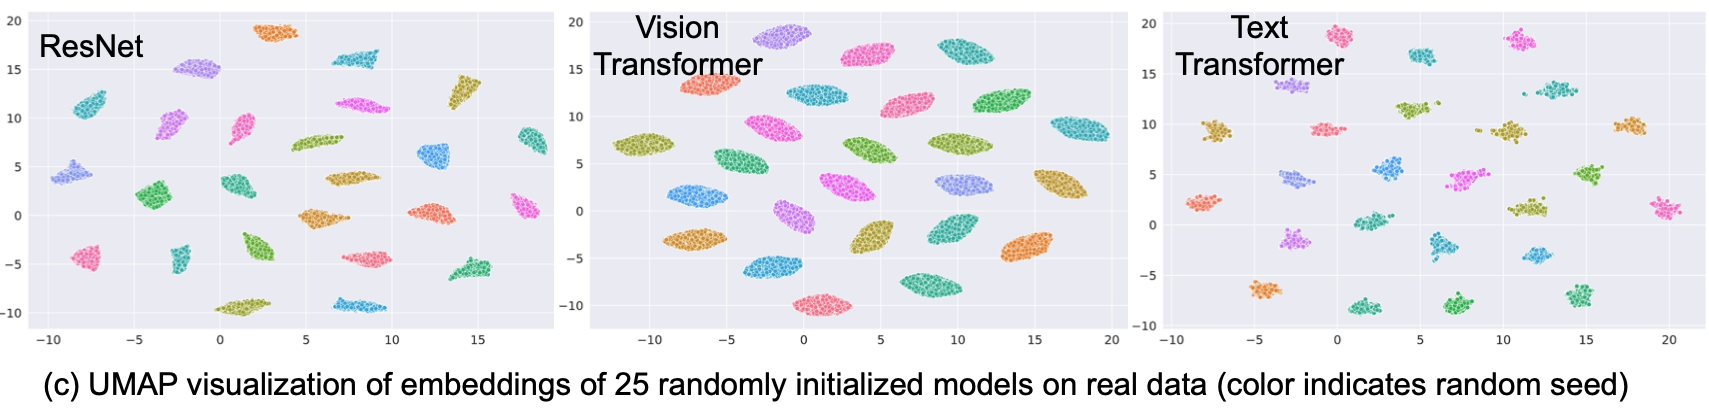 ResNet
20
15
10
5
0
−5
−10
−10 −5 0 5 10 15
Vision
Transformer
20
15
10
5
0
−5
−10
−10 −5 0 5 10 15 20
Text
Transformer
20
15
10
5
0
−5
−10
−10 −5 0 5 10 15 20
(c) UMAP visualization of embeddings of 25 randomly initialized models on real data (color indicates random seed)